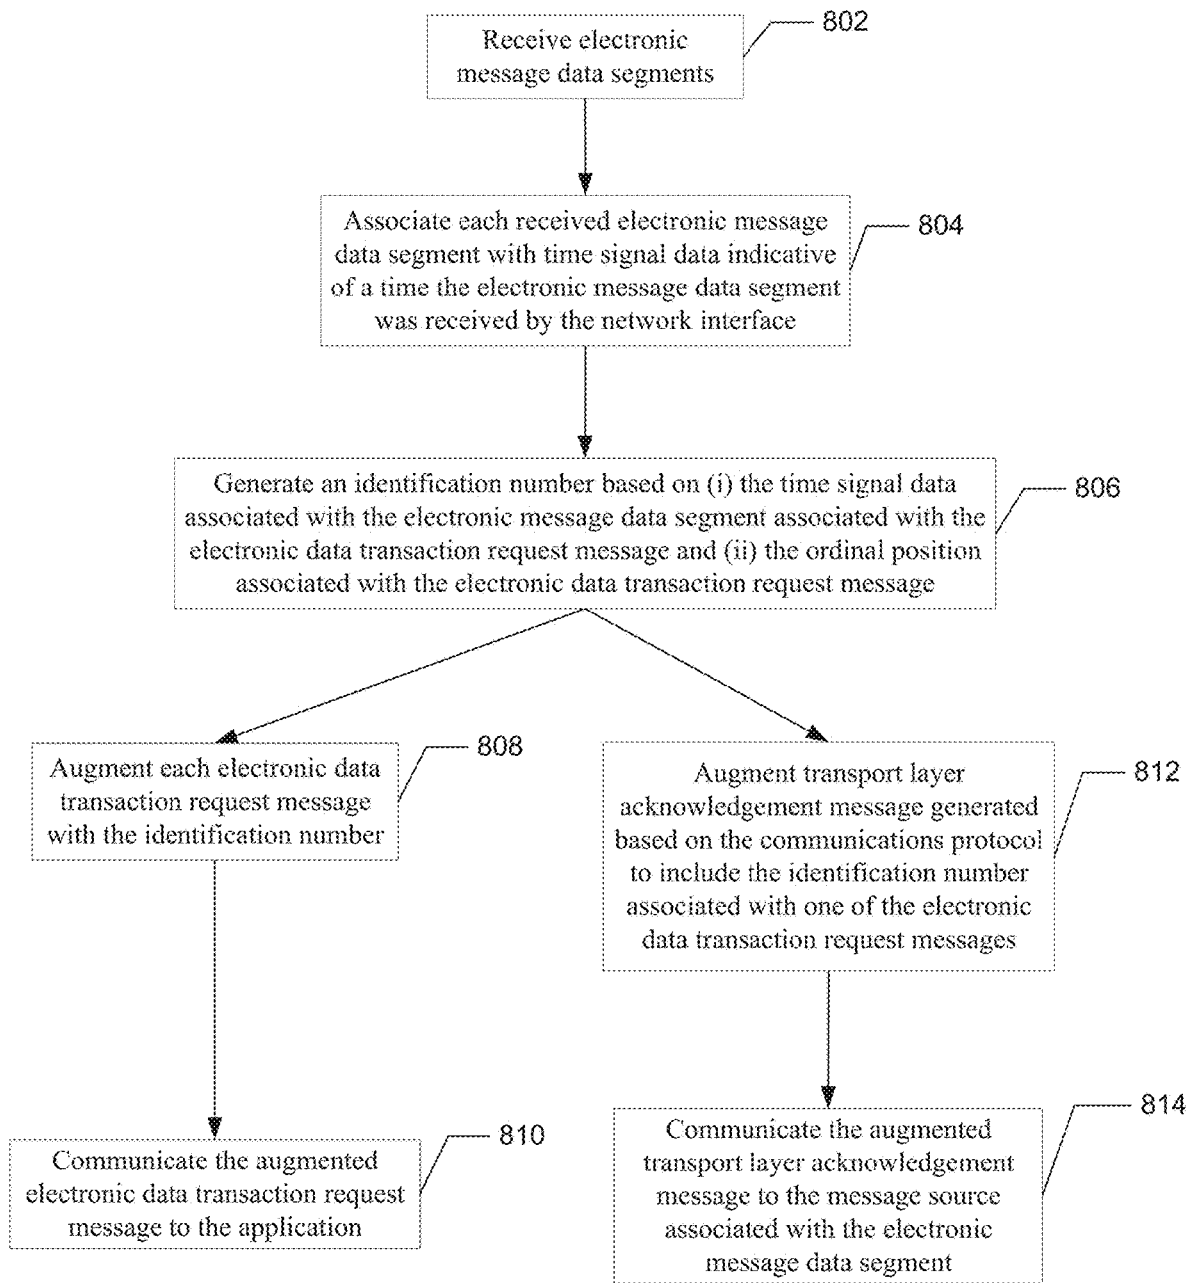 802
Receive electronic
message data segments
804
Associate each received electronic message
data segment with time signal data indicative
of a time the electronic message data segment
was received by the network interface
806
Generate an identification number based on (i) the time signal data
associated with the electronic message data segment associated with the
electronic data transaction request message and (ii) the ordinal position
associated with the electronic data transaction request message
808
Augment each electronic data
transaction request message
with the identification number
810
Communicate the augmented
electronic data transaction request
message to the application
812
Augment transport layer
acknowledgement message generated
based on the communications protocol
to include the identification number
associated with one of the electronic
data transaction request messages
814
Communicate the augmented
transport layer acknowledgement
message to the message source
associated with the electronic
message data segment